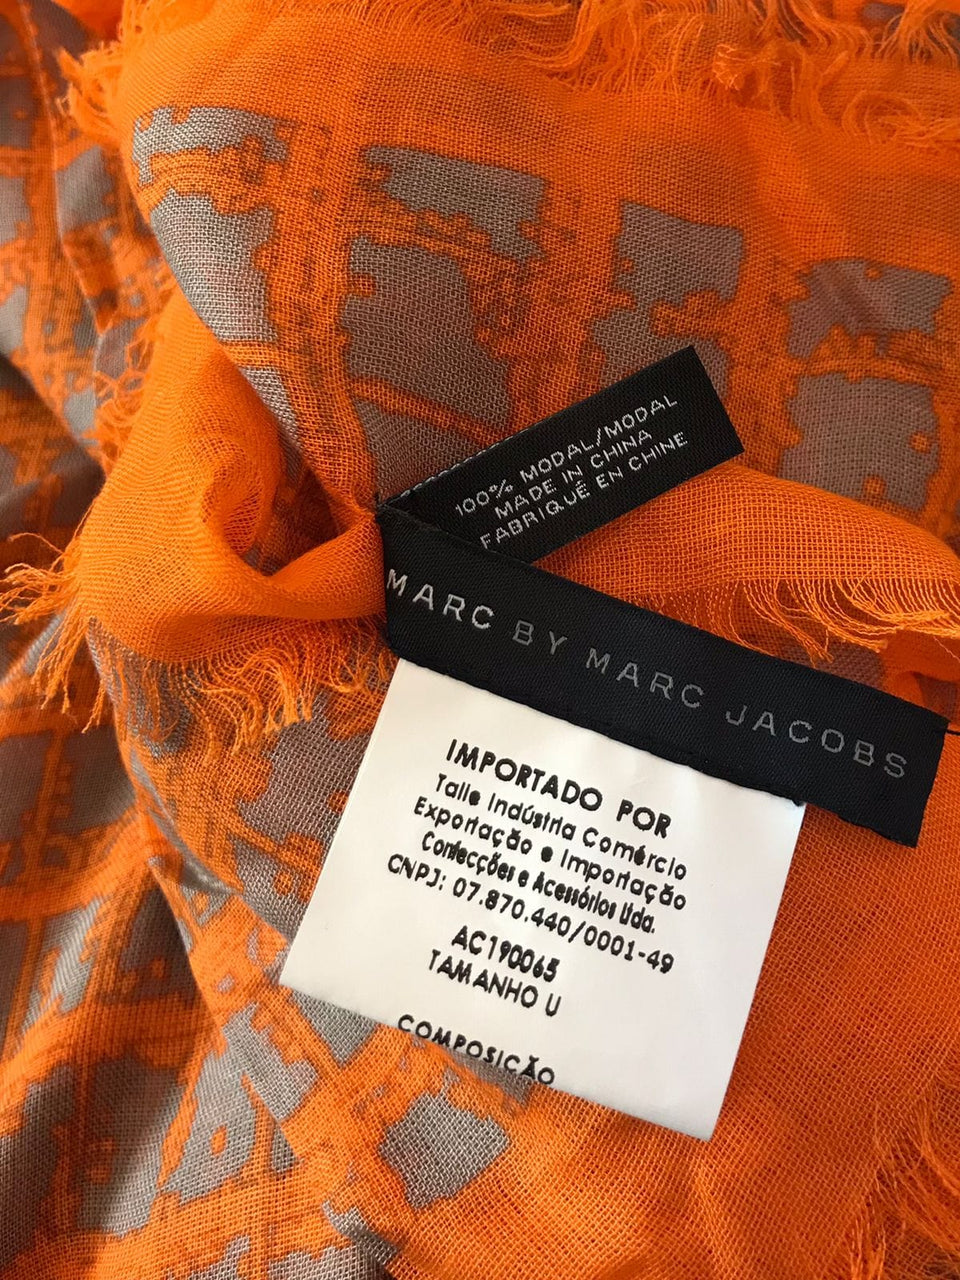 100% MODAL/MODAL
MADE IN CHINA
FABRIQUÉ EN CHINE
MARC BY MARC JACOBS
IMPORTADO POR
Talle Indústria Comércio
Exportação e Importação
Confecções e Acessórios Ltda.
CNPJ: 07.870.440/0001-49
AC190065
TAMANHO U
COMPOSIÇÃO